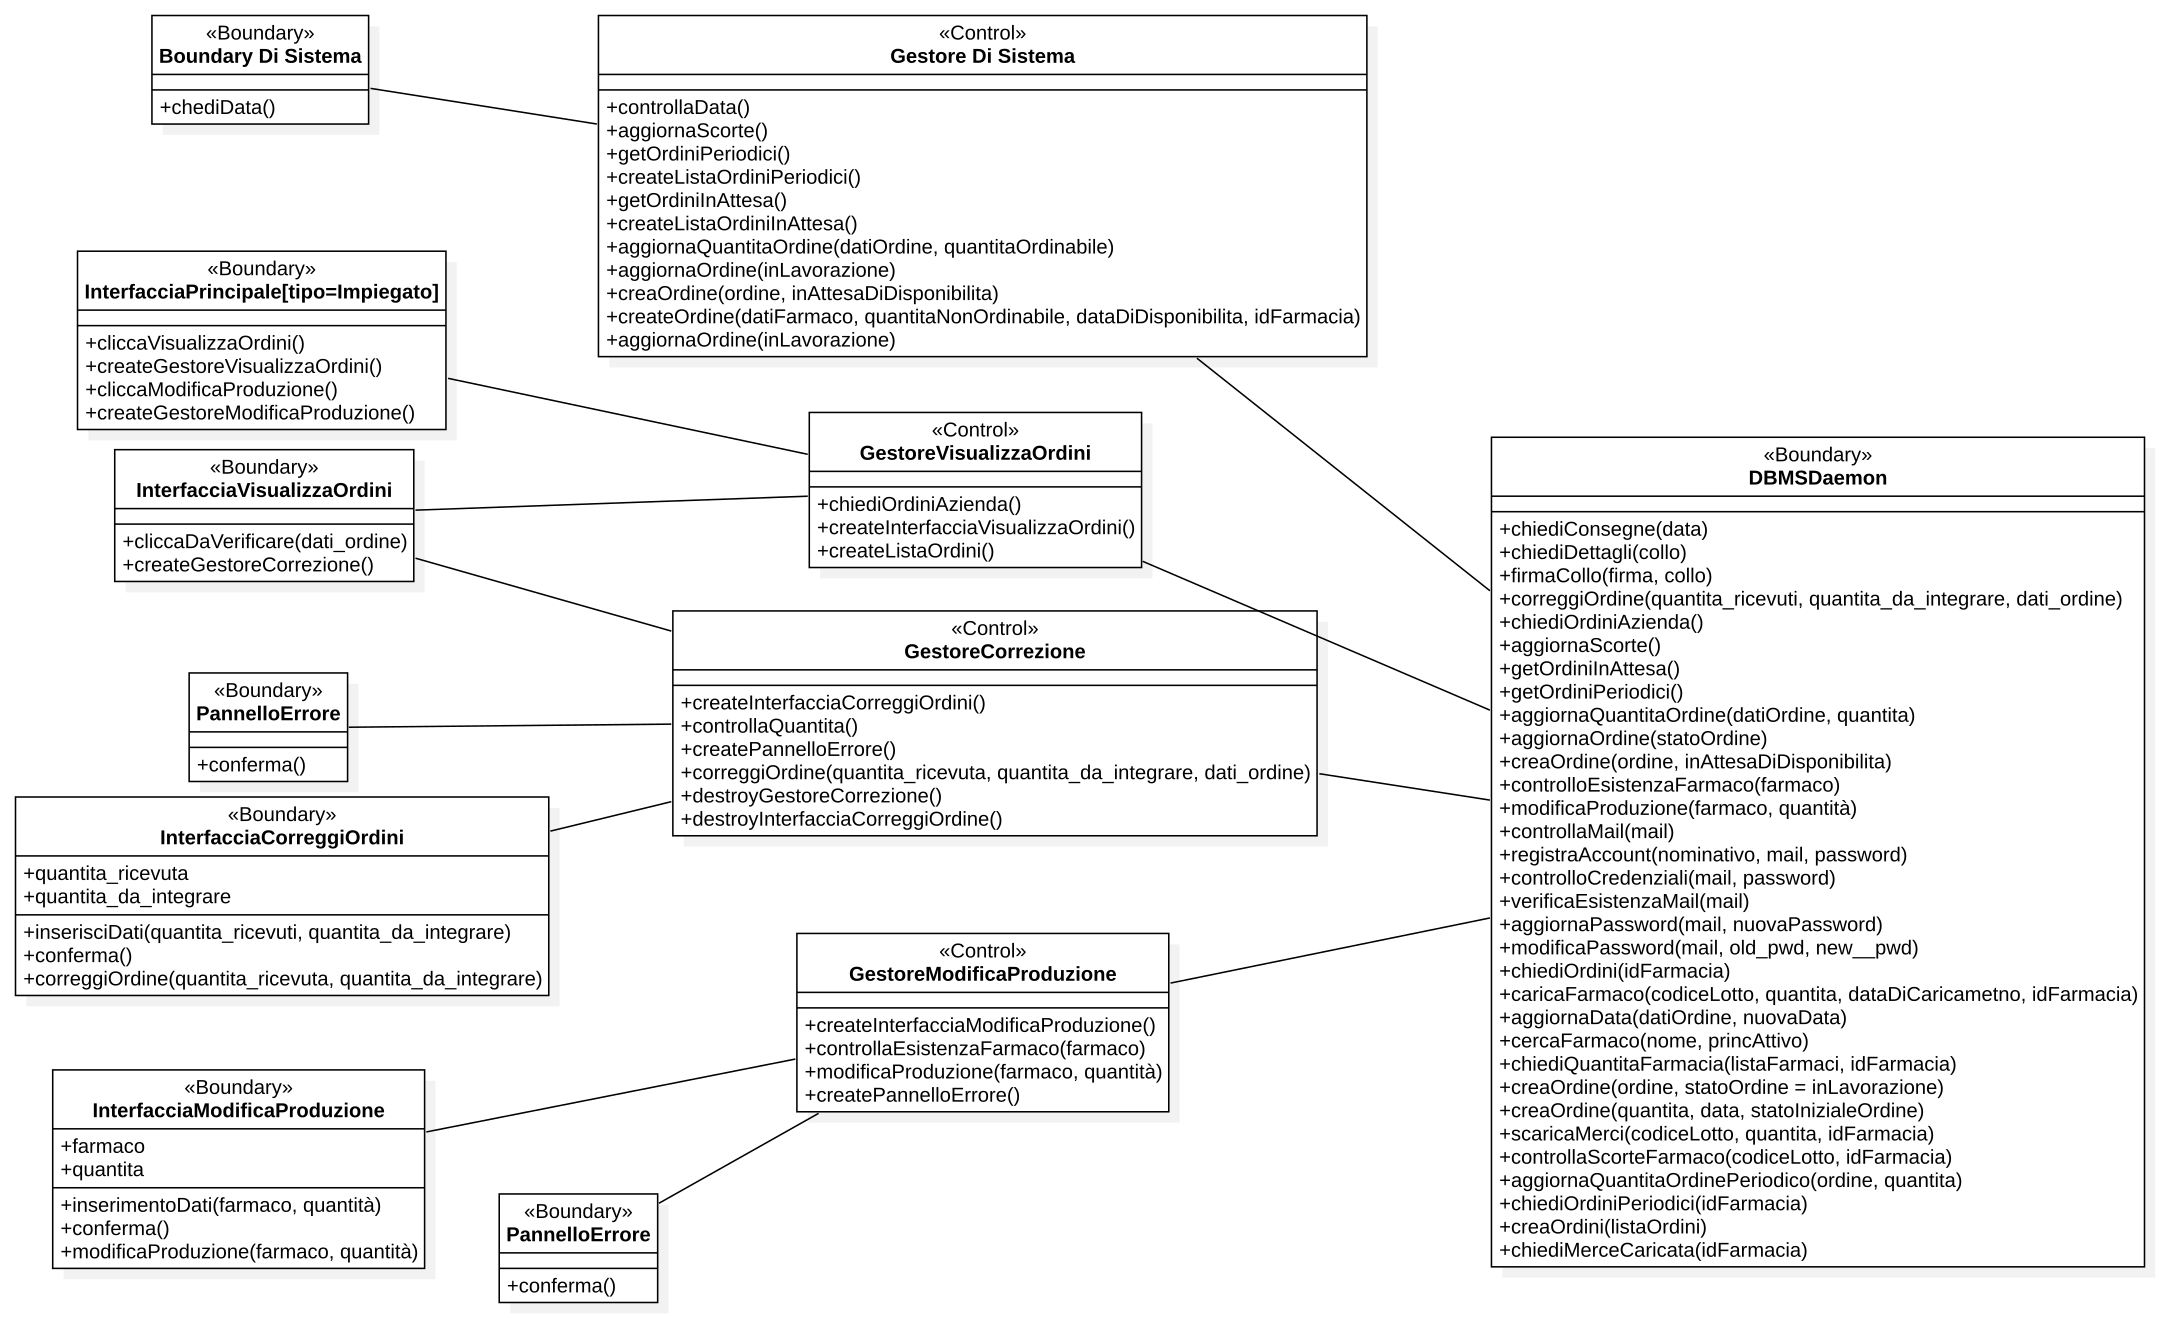 «Boundary»
Boundary Di Sistema
+chediData()
«Control»
Gestore Di Sistema
+controllaData()
+aggiornaScorte()
+getOrdiniPeriodici()
+createListaOrdiniPeriodici()
+getOrdiniInAttesa()
+createListaOrdiniInAttesa()
+aggiornaQuantitaOrdine(datiOrdine, quantitaOrdinabile)
+aggiornaOrdine(inLavorazione)
+creaOrdine(ordine, inAttesaDiDisponibilita)
+createOrdine(datiFarmaco, quantitaNonOrdinabile, dataDiDisponibilita, idFarmacia)
+aggiornaOrdine(inLavorazione)
«Boundary»
InterfacciaPrincipale[tipo=Impiegato]
+cliccaVisualizzaOrdini()
+createGestoreVisualizzaOrdini()
+cliccaModificaProduzione()
+createGestoreModificaProduzione()
«Control»
GestoreVisualizzaOrdini
+chiediOrdiniAzienda()
+createInterfacciaVisualizzaOrdini()
+createListaOrdini()
«Boundary»
InterfacciaVisualizzaOrdini
+cliccaDaVerificare(dati_ordine)
+createGestoreCorrezione()
«Control»
GestoreCorrezione
+createInterfacciaCorreggiOrdini()
+controllaQuantita()
+createPannelloErrore()
+correggiOrdine(quantita_ricevuta, quantita_da_integrare, dati_ordine)
+destroyGestoreCorrezione()
+destroyInterfacciaCorreggiOrdine()
«Boundary»
PannelloErrore
+conferma()
«Boundary»
InterfacciaCorreggiOrdini
+quantita_ricevuta
+quantita_da_integrare
+inserisciDati(quantita_ricevuti, quantita_da_integrare)
+conferma()
+correggiOrdine(quantita_ricevuta, quantita_da_integrare)
«Control»
GestoreModificaProduzione
+createInterfacciaModificaProduzione()
+controllaEsistenzaFarmaco(farmaco)
+modificaProduzione(farmaco, quantità)
+createPannelloErrore()
«Boundary»
InterfacciaModificaProduzione
+farmaco
+quantita
+inserimentoDati(farmaco, quantità)
+conferma()
+modificaProduzione(farmaco, quantità)
«Boundary»
PannelloErrore
+conferma()
«Boundary»
DBMSDaemon
+chiediConsegne(data)
+chiediDettagli(collo)
+firmaCollo(firma, collo)
+correggiOrdine(quantita_ricevuti, quantita_da_integrare, dati_ordine)
+chiediOrdiniAzienda()
+aggiornaScorte()
+getOrdiniInAttesa()
+getOrdiniPeriodici()
+aggiornaQuantitaOrdine(datiOrdine, quantita)
+aggiornaOrdine(statoOrdine)
+creaOrdine(ordine, inAttesaDiDisponibilita)
+controlloEsistenzaFarmaco(farmaco)
+modificaProduzione(farmaco, quantità)
+controllaMail(mail)
+registraAccount(nominativo, mail, password)
+controlloCredenziali(mail, password)
+verificaEsistenzaMail(mail)
+aggiornaPassword(mail, nuovaPassword)
+modificaPassword(mail, old_pwd, new__pwd)
+chiediOrdini(idFarmacia)
+caricaFarmaco(codiceLotto, quantita, dataDiCaricametno, idFarmacia)
+aggiornaData(datiOrdine, nuovaData)
+cercaFarmaco(nome, princAttivo)
+chiediQuantitaFarmacia(listaFarmaci, idFarmacia)
+creaOrdine(ordine, statoOrdine = inLavorazione)
+creaOrdine(quantita, data, statoInizialeOrdine)
+scaricaMerci(codiceLotto, quantita, idFarmacia)
+controllaScorteFarmaco(codiceLotto, idFarmacia)
+aggiornaQuantitaOrdinePeriodico(ordine, quantita)
+chiediOrdiniPeriodici(idFarmacia)
+creaOrdini(listaOrdini)
+chiediMerceCaricata(idFarmacia)